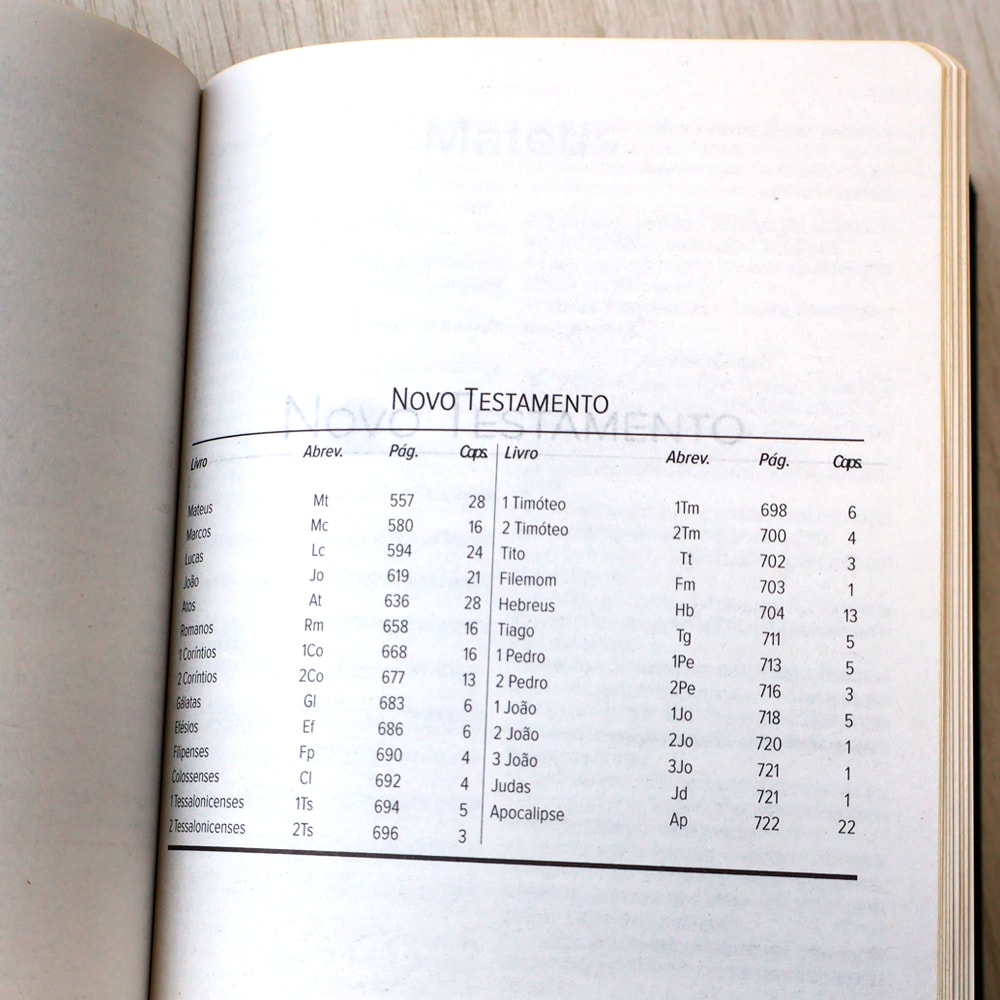 NOVO TESTAMENTO
Livro Abrev. Pág. Caps. Livro Abrev. Pág. Caps.
Mateus Mt 557 28 1 Timóteo 1Tm 698 6
Marcos Mc 580 16 2 Timóteo 2Tm 700 4
Lucas Lc 594 24 Tito Tt 702 3
João Jo 619 21 Filemom Fm 703 1
Atos At 636 28 Hebreus Hb 704 13
Romanos Rm 658 16 Tiago Tg 711 5
1 Coríntios 1Co 668 16 1 Pedro 1Pe 713 5
2 Coríntios 2Co 677 13 2 Pedro 2Pe 716 3
Gálatas Gl 683 6 1 João 1Jo 718 5
Efésios Ef 686 6 2 João 2Jo 720 1
Filipenses Fp 690 4 3 João 3Jo 721 1
Colossenses Cl 692 4 Judas Jd 721 1
1 Tessalonicenses 1Ts 694 5 Apocalipse Ap 722 22
2 Tessalonicenses 2Ts 696 3